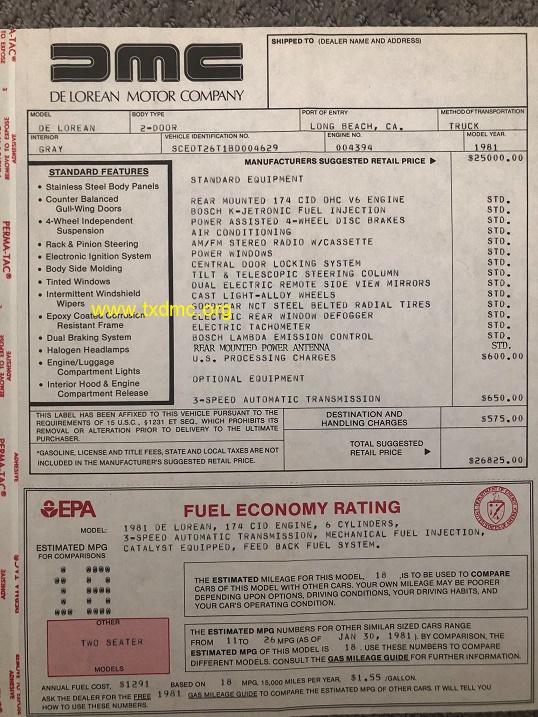 dmc
DE LOREAN MOTOR COMPANY
SHIPPED TO (DEALER NAME AND ADDRESS)
MODEL BODY TYPE PORT OF ENTRY METHOD OF TRANSPORTATION
DE LOREAN 2-DOOR LONG BEACH, CA. TRUCK
INTERIOR VEHICLE IDENTIFICATION NO. ENGINE NO. MODEL YEAR
GRAY SCEDT26T1BD004629 004394 1981
MANUFACTURERS SUGGESTED RETAIL PRICE $25000.00
STANDARD FEATURES
• Stainless Steel Body Panels
• Counter Balanced
Gull-Wing Doors
• 4-Wheel Independent
Suspension
• Rack & Pinion Steering
• Electronic Ignition System
• Body Side Molding
• Tinted Windows
• Intermittent Windshield
Wipers
• Epoxy Coated Corrosion
Resistant Frame
• Dual Braking System
• Halogen Headlamps
• Engine/Luggage
Compartment Lights
• Interior Hood & Engine
Compartment Release
STANDARD EQUIPMENT
REAR MOUNTED 174 CID OHC V6 ENGINE STD.
BOSCH K-JETRONIC FUEL INJECTION STD.
POWER ASSISTED 4-WHEEL DISC BRAKES STD.
AIR CONDITIONING STD.
AM/FM STEREO RADIO W/CASSETTE STD.
POWER WINDOWS STD.
CENTRAL DOOR LOCKING SYSTEM STD.
TILT & TELESCOPIC STEERING COLUMN STD.
DUAL ELECTRIC REMOTE SIDE VIEW MIRRORS STD.
CAST LIGHT-ALLOY WHEELS STD.
GOODYEAR NCT STEEL BELTED RADIAL TIRES STD.
ELECTRIC REAR WINDOW DEFOGGER STD.
ELECTRIC TACHOMETER STD.
BOSCH LAMBDA EMISSION CONTROL STD.
REAR MOUNTED POWER ANTENNA STD.
U.S. PROCESSING CHARGES $600.00
OPTIONAL EQUIPMENT
3-SPEED AUTOMATIC TRANSMISSION $650.00
www.txdmc.org
THIS LABEL HAS BEEN AFFIXED TO THIS VEHICLE PURSUANT TO THE
REQUIREMENTS OF 15 U.S.C., §1231 ET SEQ., WHICH PROHIBITS ITS
REMOVAL OR ALTERATION PRIOR TO DELIVERY TO THE ULTIMATE
PURCHASER.
*GASOLINE, LICENSE AND TITLE FEES, STATE AND LOCAL TAXES ARE NOT
INCLUDED IN THE MANUFACTURER'S SUGGESTED RETAIL PRICE.
DESTINATION AND
HANDLING CHARGES $575.00
TOTAL SUGGESTED
RETAIL PRICE $26825.00
EPA FUEL ECONOMY RATING
MODEL: 1981 DE LOREAN, 174 CID ENGINE, 6 CYLINDERS,
3-SPEED AUTOMATIC TRANSMISSION, MECHANICAL FUEL INJECTION,
CATALYST EQUIPPED, FEED BACK FUEL SYSTEM.
ESTIMATED MPG
FOR COMPARISONS
18
OTHER
TWO SEATER
MODELS
THE ESTIMATED MILEAGE FOR THIS MODEL, 18 ,IS TO BE USED TO COMPARE
CARS OF THIS MODEL WITH OTHER CARS. YOUR OWN MILEAGE MAY BE POORER
DEPENDING UPON OPTIONS, DRIVING CONDITIONS, YOUR DRIVING HABITS, AND
YOUR CAR'S OPERATING CONDITION.
THE ESTIMATED MPG NUMBERS FOR OTHER SIMILAR SIZED CARS RANGE
FROM 11 TO 26 MPG (AS OF JAN 30, 1981). BY COMPARISON, THE
ESTIMATED MPG OF THIS MODEL IS 18 . USE THESE NUMBERS TO COMPARE
DIFFERENT MODELS. CONSULT THE GAS MILEAGE GUIDE FOR FURTHER INFORMATION.
ANNUAL FUEL COST, $1291 BASED ON 18 MPG, 15,000 MILES PER YEAR, $1.55 /GALLON.
ASK THE DEALER FOR THE FREE 1981 GAS MILEAGE GUIDE TO COMPARE THE ESTIMATED MPG OF OTHER CARS. IT WILL TELL YOU
HOW TO USE THESE NUMBERS.
PERMA-TAC®
ADHESIVE